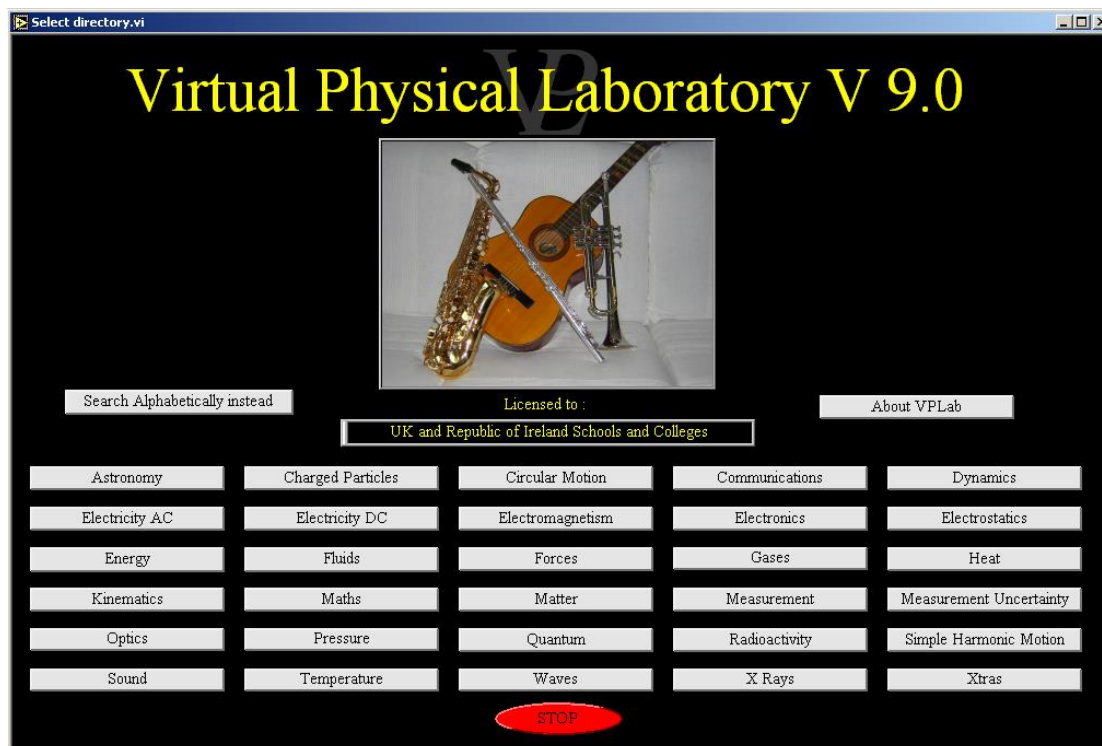 Select directory.vi
VPL
Virtual Physical Laboratory V 9.0
Search Alphabetically instead
Licensed to :
About VPLab
UK and Republic of Ireland Schools and Colleges
Astronomy Charged Particles Circular Motion Communications Dynamics
Electricity AC Electricity DC Electromagnetism Electronics Electrostatics
Energy Fluids Forces Gases Heat
Kinematics Maths Matter Measurement Measurement Uncertainty
Optics Pressure Quantum Radioactivity Simple Harmonic Motion
Sound Temperature Waves X Rays Xtras
STOP